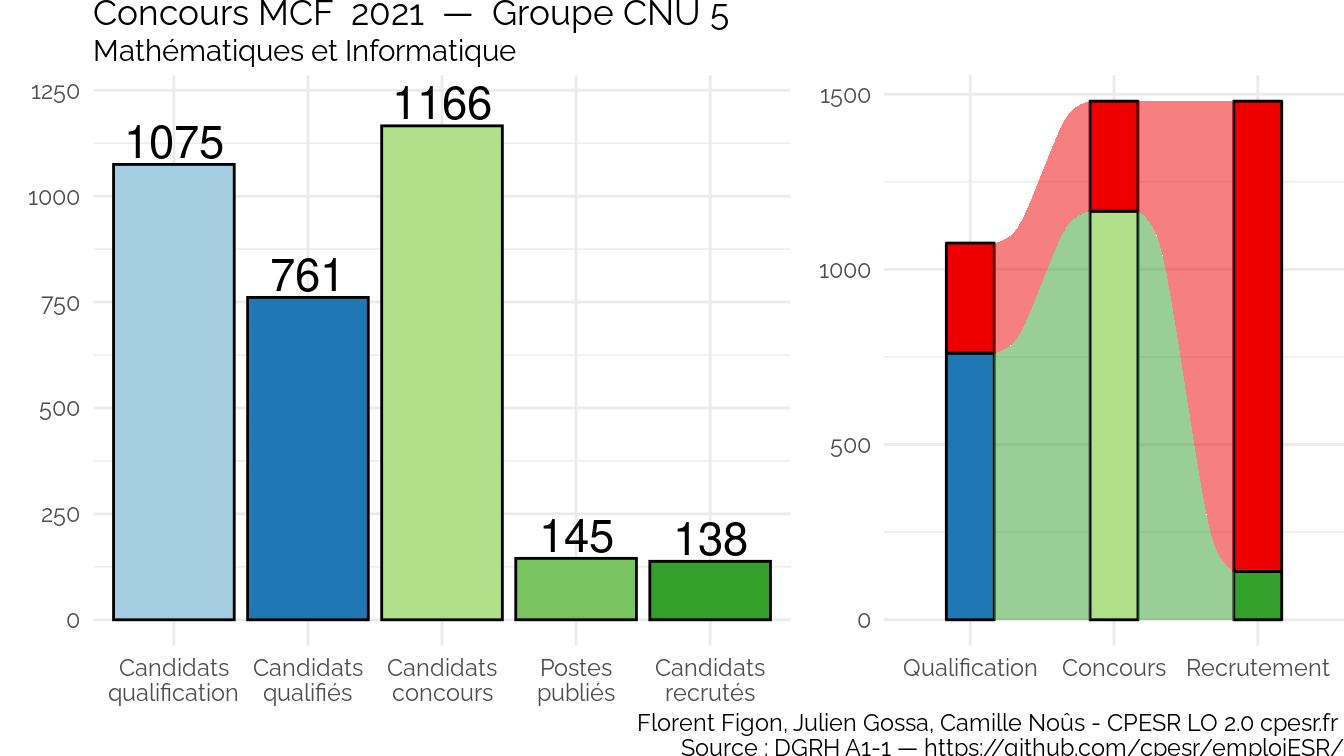 Concours MCF 2021 — Groupe CNU 5
Mathématiques et Informatique
1250
1000
750
500
250
0
1075
761
1166
145
138
Candidats qualification
Candidats qualifiés
Candidats concours
Postes publiés
Candidats recrutés
1500
1000
500
0
Qualification
Concours
Recrutement
Florent Figon, Julien Gossa, Camille Noûs - CPESR LO 2.0 cpesr.fr
Source : DGRH A1-1 — https://github.com/cpesr/emploiESR/